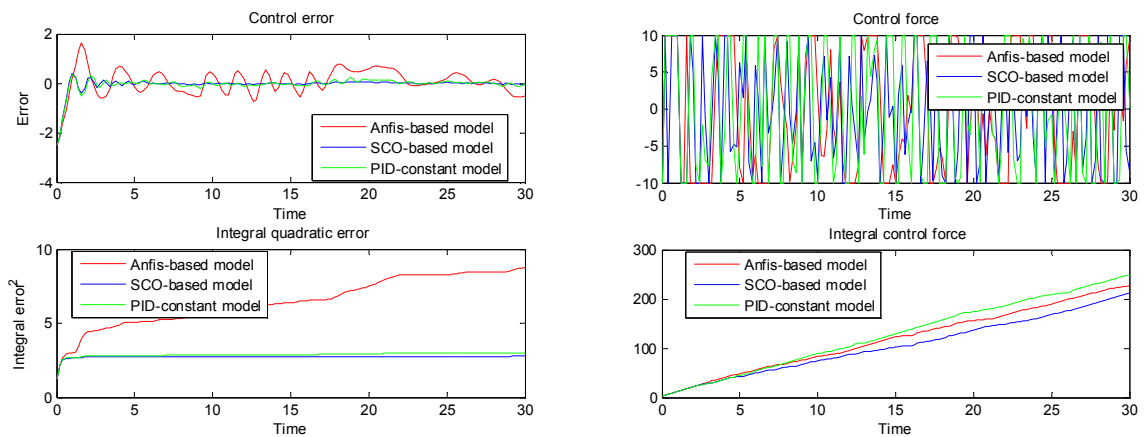 Control error
2
0
-2
-4
Error
Anfis-based model
SCO-based model
PID-constant model
0 5 10 15 20 25 30
Time
Control force
10
5
0
-5
-10
Anfis-based model
SCO-based model
PID-constant model
0 5 10 15 20 25 30
Time
Integral quadratic error
10
5
0
Integral error2
Anfis-based model
SCO-based model
PID-constant model
0 5 10 15 20 25 30
Time
Integral control force
300
200
100
0
Anfis-based model
SCO-based model
PID-constant model
0 5 10 15 20 25 30
Time